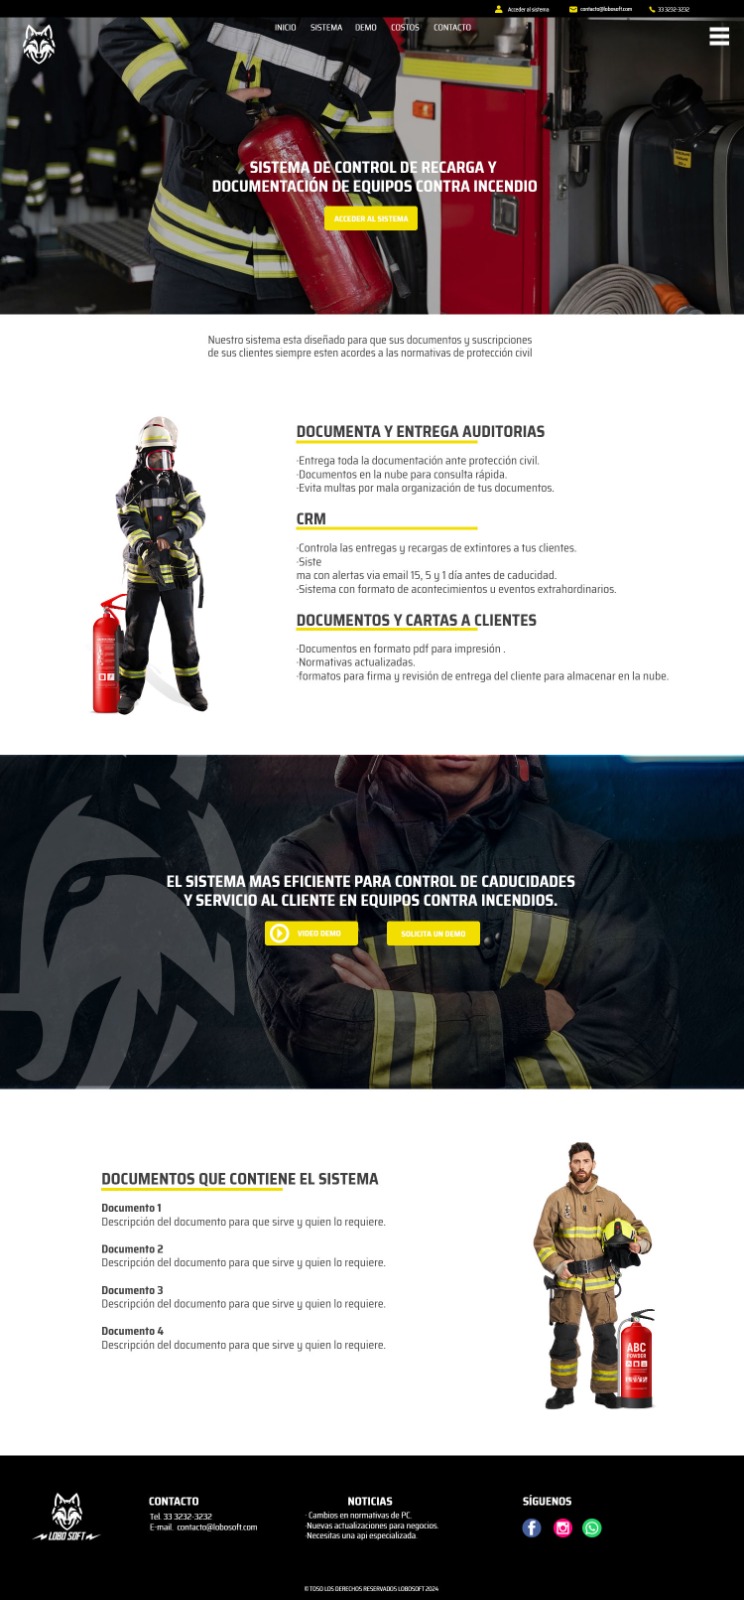 Acceder al sistema
contacto@lobosoft.com
33 3232-3232
INICIO SISTEMA DEMO COSTOS CONTACTO
SISTEMA DE CONTROL DE RECARGA Y
DOCUMENTACIÓN DE EQUIPOS CONTRA INCENDIO
ACCEDER AL SISTEMA
Nuestro sistema esta diseñado para que sus documentos y suscripciones
de sus clientes siempre esten acordes a las normativas de protección civil
DOCUMENTA Y ENTREGA AUDITORIAS
·Entrega toda la documentación ante protección civil.
·Documentos en la nube para consulta rápida.
·Evita multas por mala organización de tus documentos.
CRM
·Controla las entregas y recargas de extintores a tus clientes.
·Siste
ma con alertas via email 15, 5 y 1 día antes de caducidad.
·Sistema con formato de acontecimientos u eventos extrahordinarios.
DOCUMENTOS Y CARTAS A CLIENTES
·Documentos en formato pdf para impresión .
·Normativas actualizadas.
·formatos para firma y revisión de entrega del cliente para almacenar en la nube.
EL SISTEMA MAS EFICIENTE PARA CONTROL DE CADUCIDADES
Y SERVICIO AL CLIENTE EN EQUIPOS CONTRA INCENDIOS.
VIDEO DEMO
SOLICITA UN DEMO
DOCUMENTOS QUE CONTIENE EL SISTEMA
Documento 1
Descripción del documento para que sirve y quien lo requiere.
Documento 2
Descripción del documento para que sirve y quien lo requiere.
Documento 3
Descripción del documento para que sirve y quien lo requiere.
Documento 4
Descripción del documento para que sirve y quien lo requiere.
ABC
POWDER
LOBO SOFT
CONTACTO
Tel. 33 3232-3232
E-mail. contacto@lobosoft.com
NOTICIAS
· Cambios en normativas de PC.
·Nuevas actualizaciones para negocios.
·Necesitas una api especializada.
SÍGUENOS
© TOSO LOS DERECHOS RESERVADOS LOBOSOFT 2024